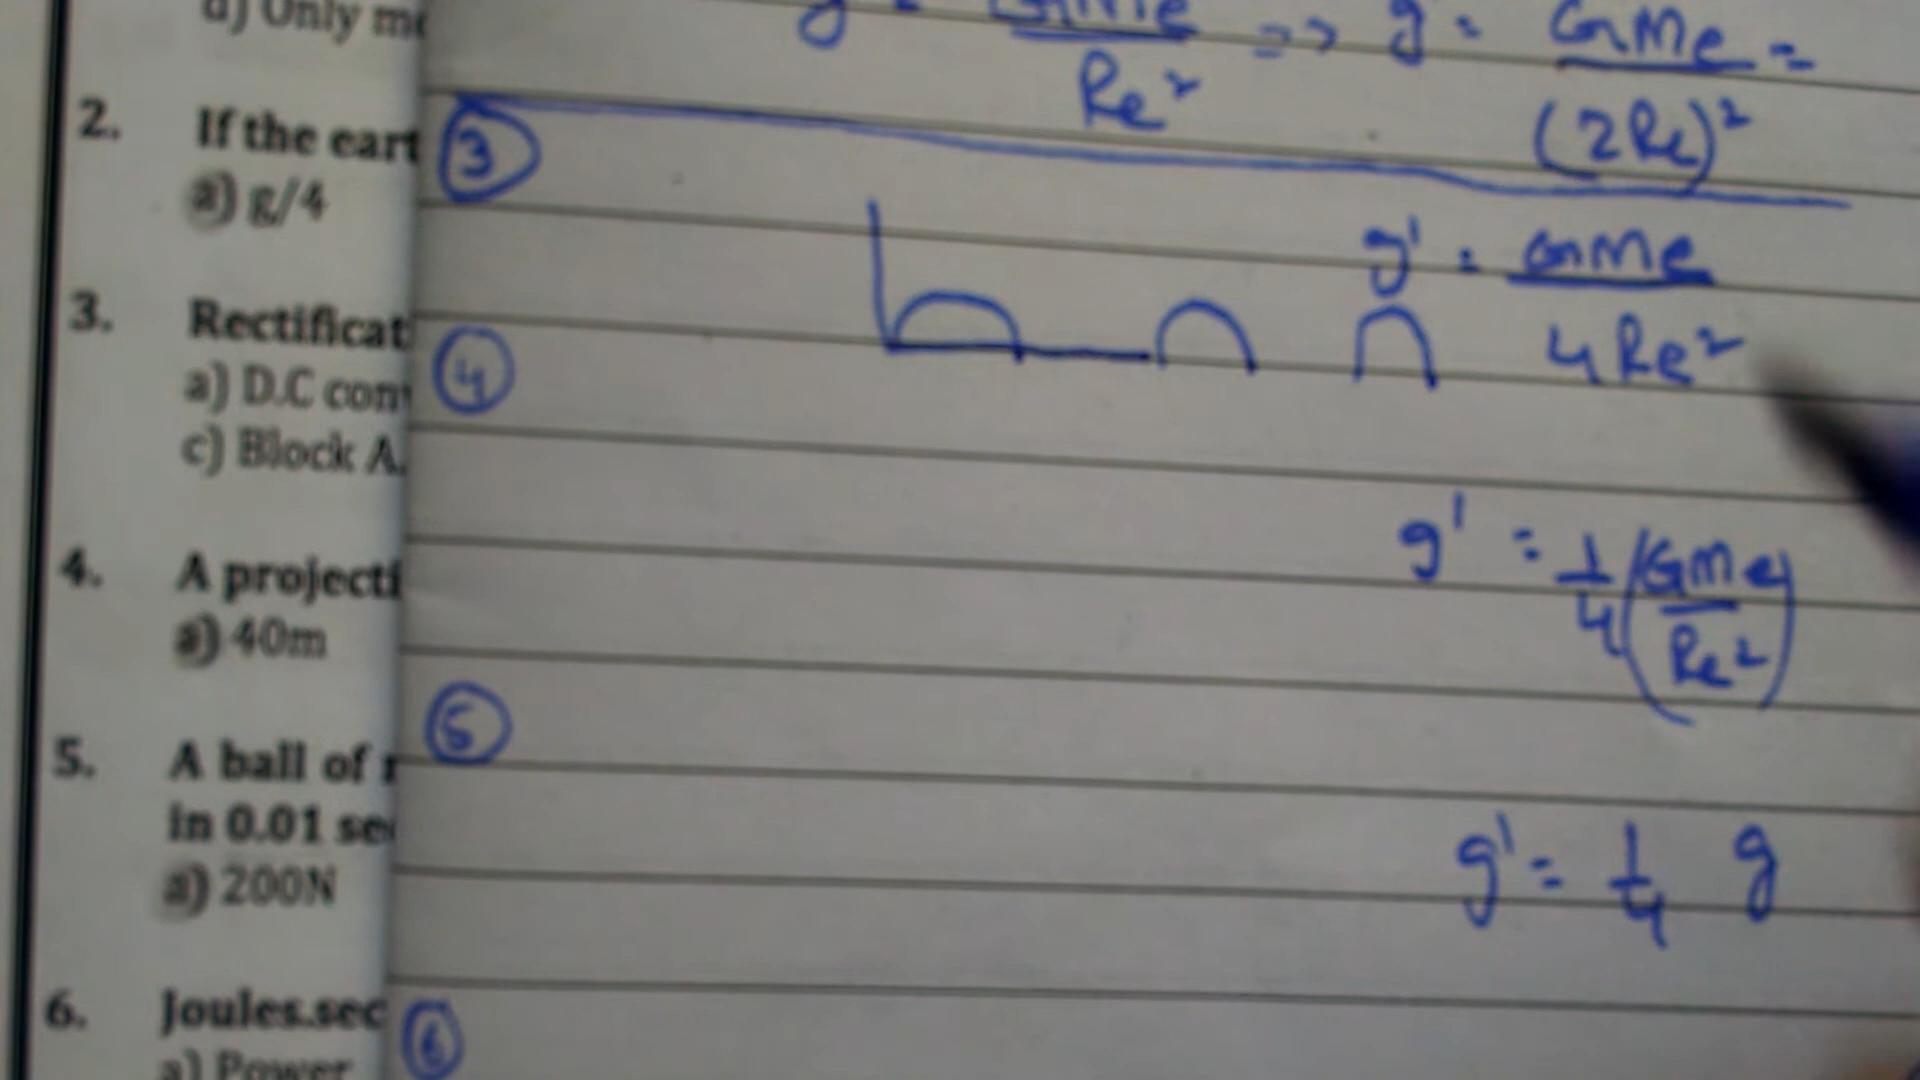 d) Only
2. If the eart
a) g/4
3. Rectificat
a) D.C con
c) Block A.
4. A projecti
a) 40m
5. A ball of
in 0.01 se
a) 200N
6. Joules.sec
a) Power
g = GMe / Re² => g = GMe / (2Re)² =
3
g' = GMe / 4Re²
4
g' = 1/4 (GMe / Re²)
5
g' = 1/4 g
6